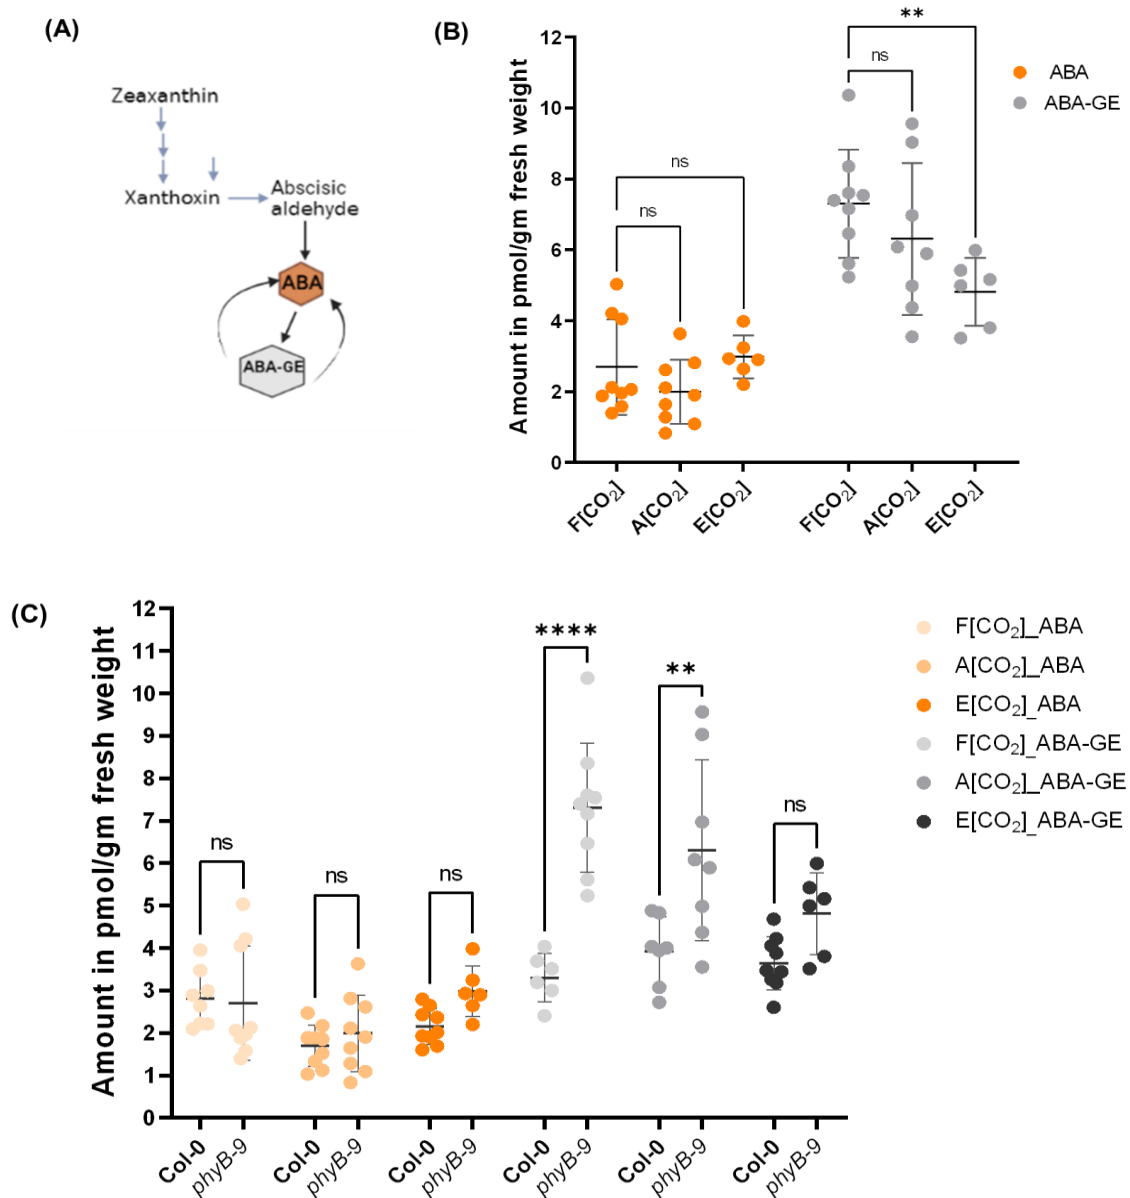 (A)
Zeaxanthin
Xanthoxin
Abscisic
aldehyde
ABA
ABA-GE
(B)
Amount in pmol/gm fresh weight
12
10
8
6
4
2
0
ns
ns
ns
**
F[CO₂]
A[CO₂]
E[CO₂]
F[CO₂]
A[CO₂]
E[CO₂]
ABA
ABA-GE
(C)
Amount in pmol/gm fresh weight
12
11
10
9
8
7
6
5
4
3
2
1
0
ns
ns
ns
****
**
ns
Col-0
phyB-9
Col-0
phyB-9
Col-0
phyB-9
Col-0
phyB-9
Col-0
phyB-9
Col-0
phyB-9
F[CO₂]_ABA
A[CO₂]_ABA
E[CO₂]_ABA
F[CO₂]_ABA-GE
A[CO₂]_ABA-GE
E[CO₂]_ABA-GE